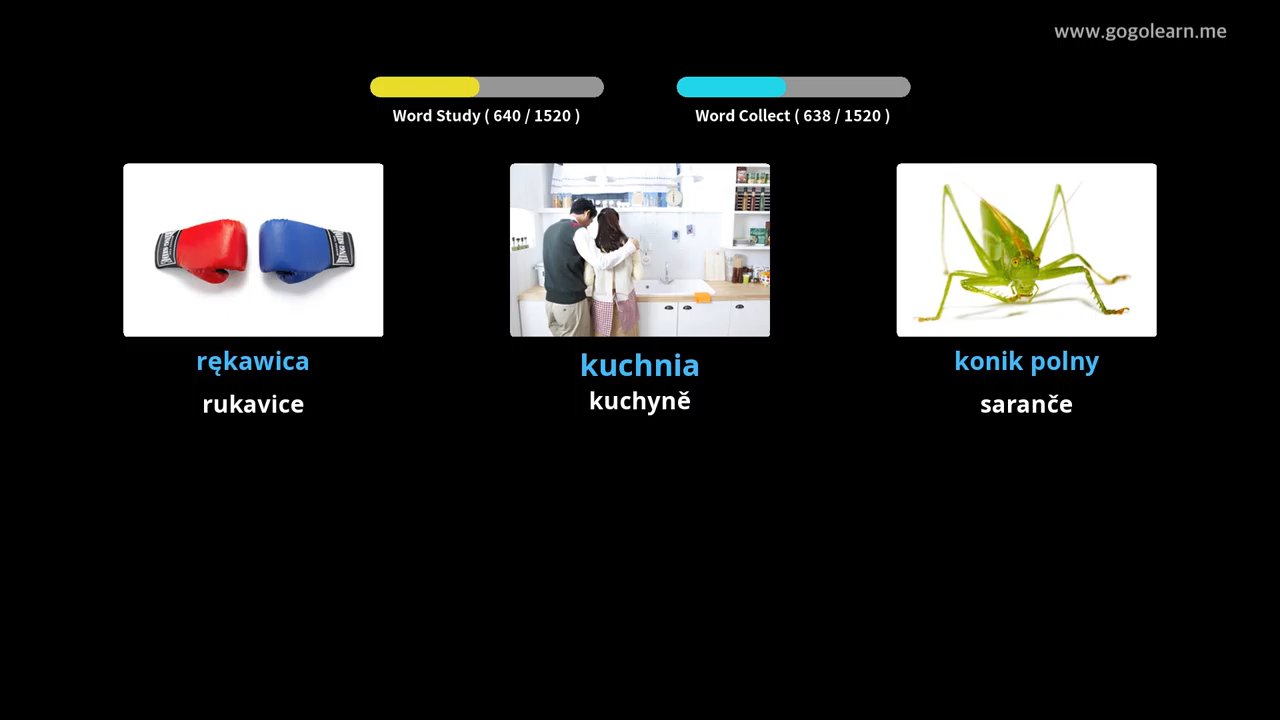 www.gogolearn.me
Word Study ( 640 / 1520 )
Word Collect ( 638 / 1520 )
rękawica
rukavice
kuchnia
kuchyně
konik polny
saranče